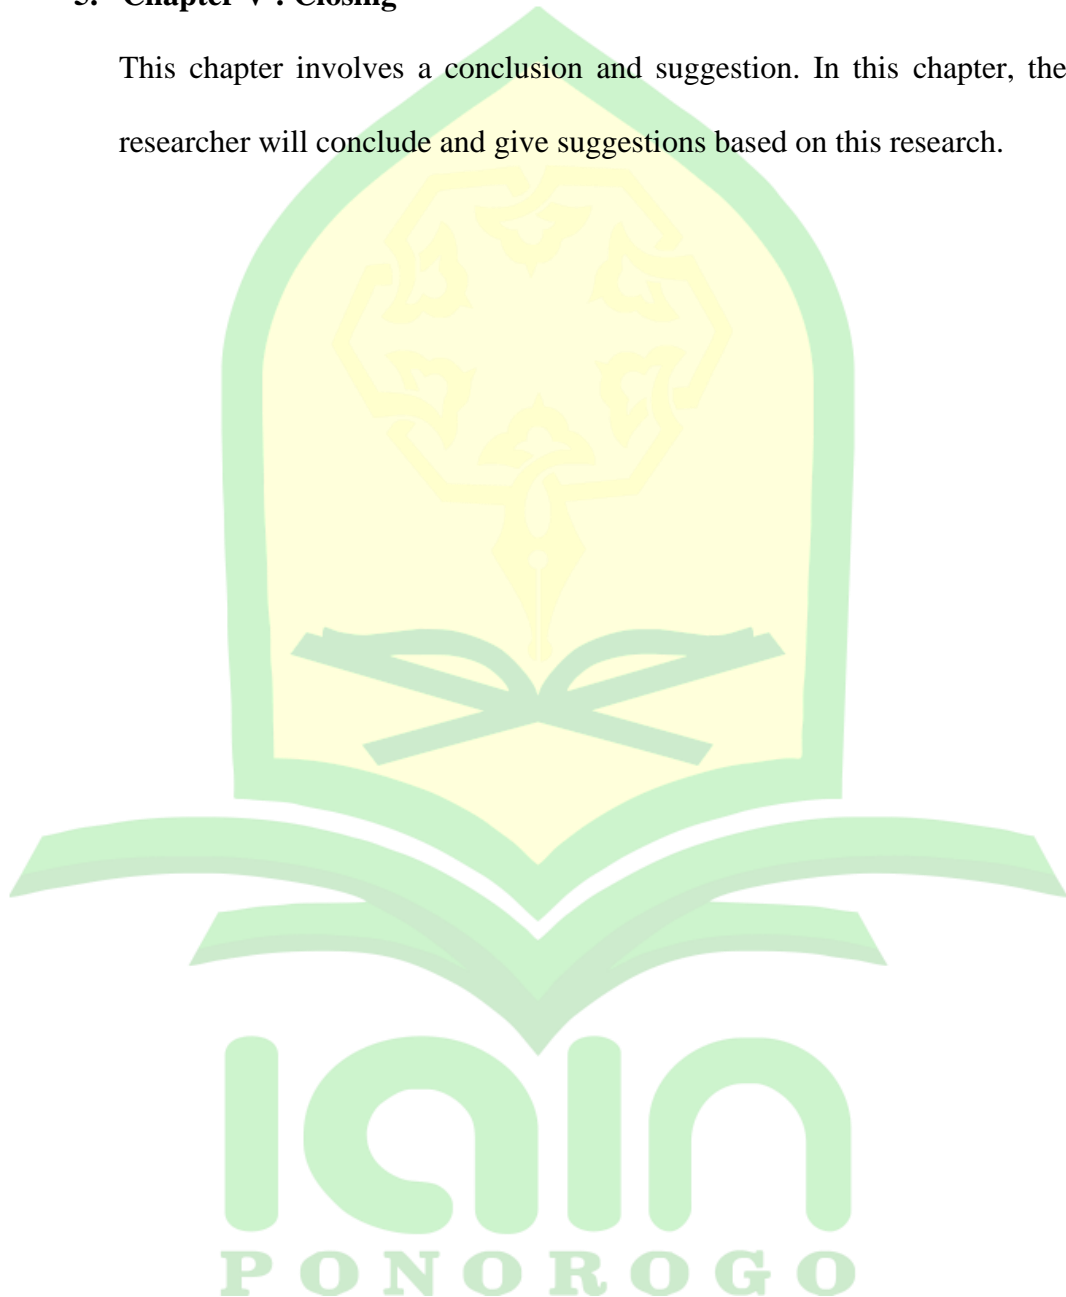 5. Chapter V : Closing
This chapter involves a conclusion and suggestion. In this chapter, the
researcher will conclude and give suggestions based on this research.
IAIN
PONOROGO